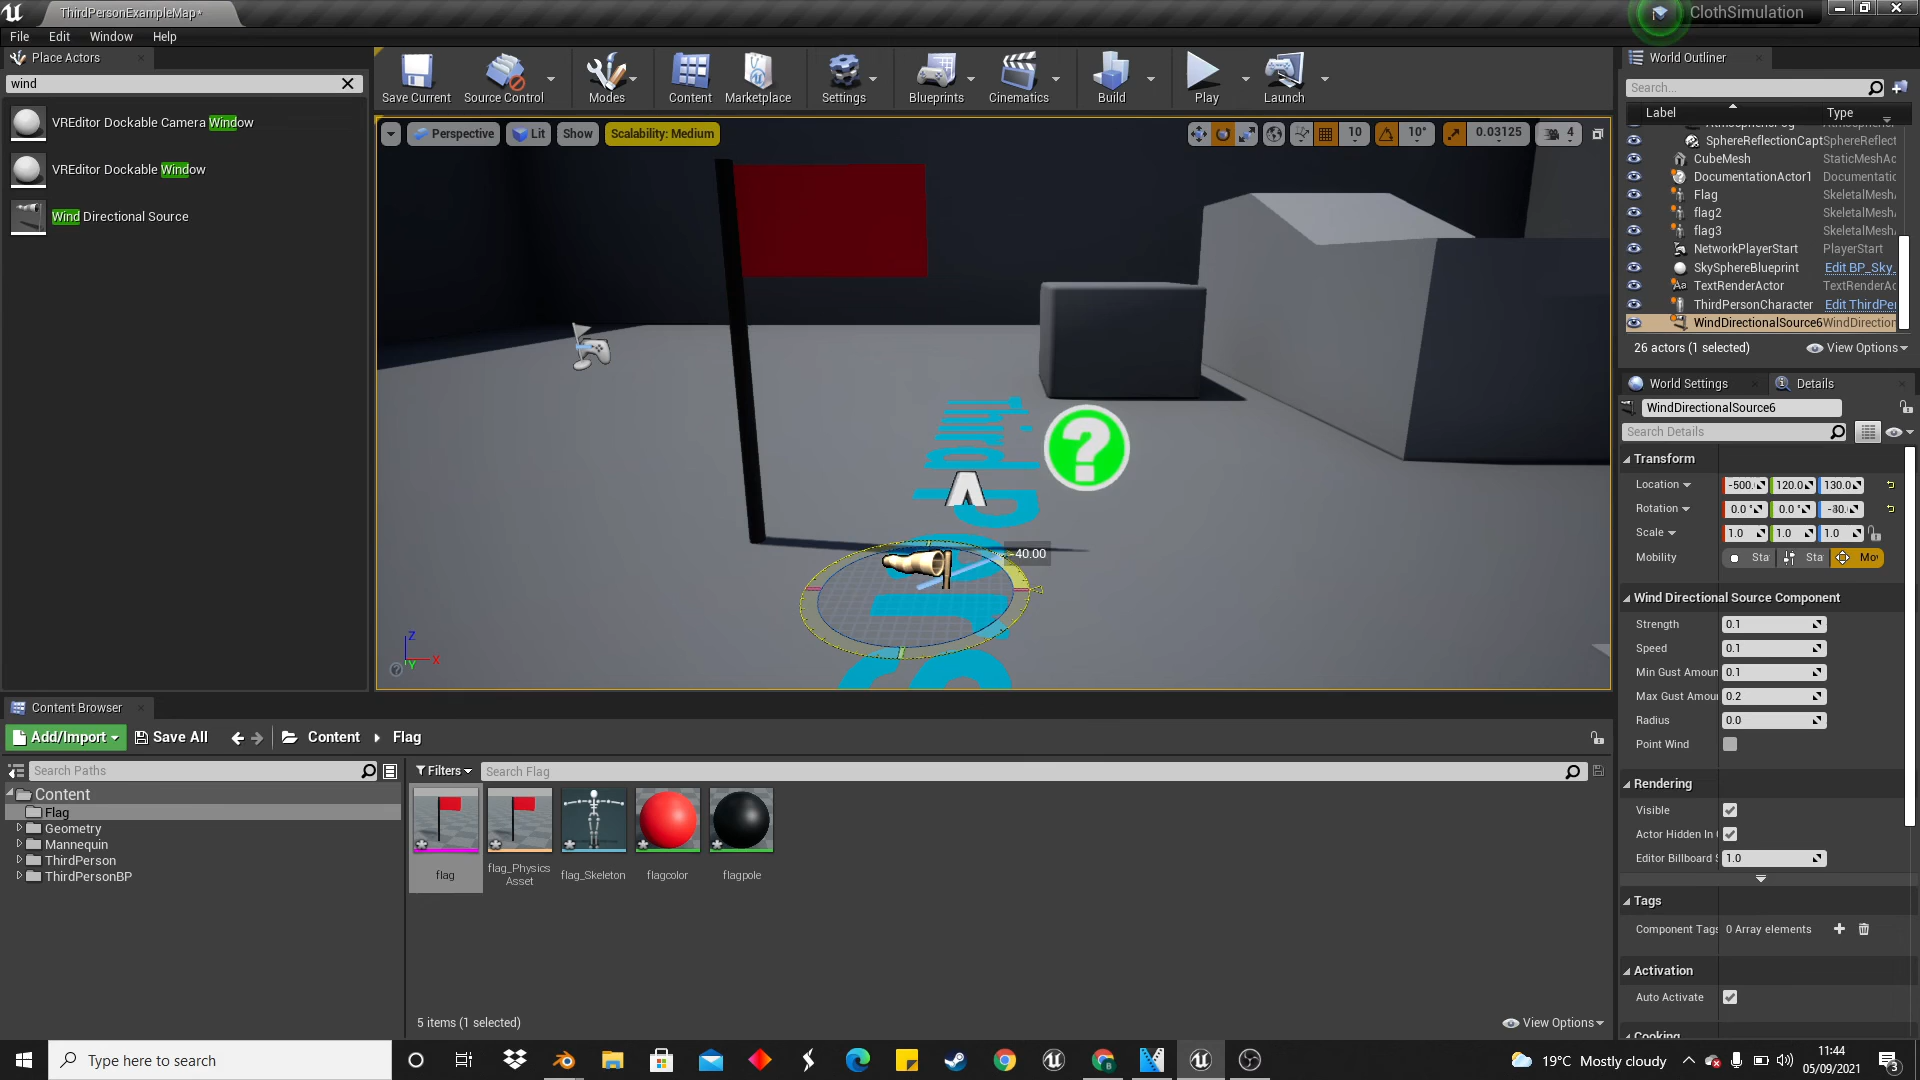 ThirdPersonExampleMap*
ClothSimulation
File Edit Window Help
Place Actors
wind
VREditor Dockable Camera Window
VREditor Dockable Window
Wind Directional Source
Save Current
Source Control
Modes
Content
Marketplace
Settings
Blueprints
Cinematics
Build
Play
Launch
Perspective
Lit
Show
Scalability: Medium
10
10°
0.03125
4
-40.00
Z
X
Y
World Outliner
Search...
Label Type
SphereReflectionCapt SphereReflect
CubeMesh StaticMeshAc
DocumentationActor1 Documentatic
Flag SkeletalMesh
flag2 SkeletalMesh
flag3 SkeletalMesh
NetworkPlayerStart PlayerStart
SkySphereBlueprint Edit BP_Sky_
TextRenderActor TextRenderAc
ThirdPersonCharacter Edit ThirdPer
WindDirectionalSource6 WindDirection
26 actors (1 selected) View Options
World Settings
Details
WindDirectionalSource6
Search Details
Transform
Location -500. 120.0 130.0
Rotation 0.0 ° 0.0 °
Scale 1.0 1.0 1.0
Mobility Sta Sta Mov
Wind Directional Source Component
Strength 0.1
Speed 0.1
Min Gust Amoun 0.1
Max Gust Amou 0.2
Radius 0.0
Point Wind
Rendering
Visible
Actor Hidden In
Editor Billboard S 1.0
Tags
Component Tags 0 Array elements
Activation
Auto Activate
Cooking
Content Browser
Add/Import
Save All
Content
Flag
Search Paths
Filters
Search Flag
Content
Flag
Geometry
Mannequin
ThirdPerson
ThirdPersonBP
flag
flag_Physics
Asset
flag_Skeleton
flagcolor
flagpole
5 items (1 selected)
View Options
Type here to search
19°C Mostly cloudy
11:44
05/09/2021
3